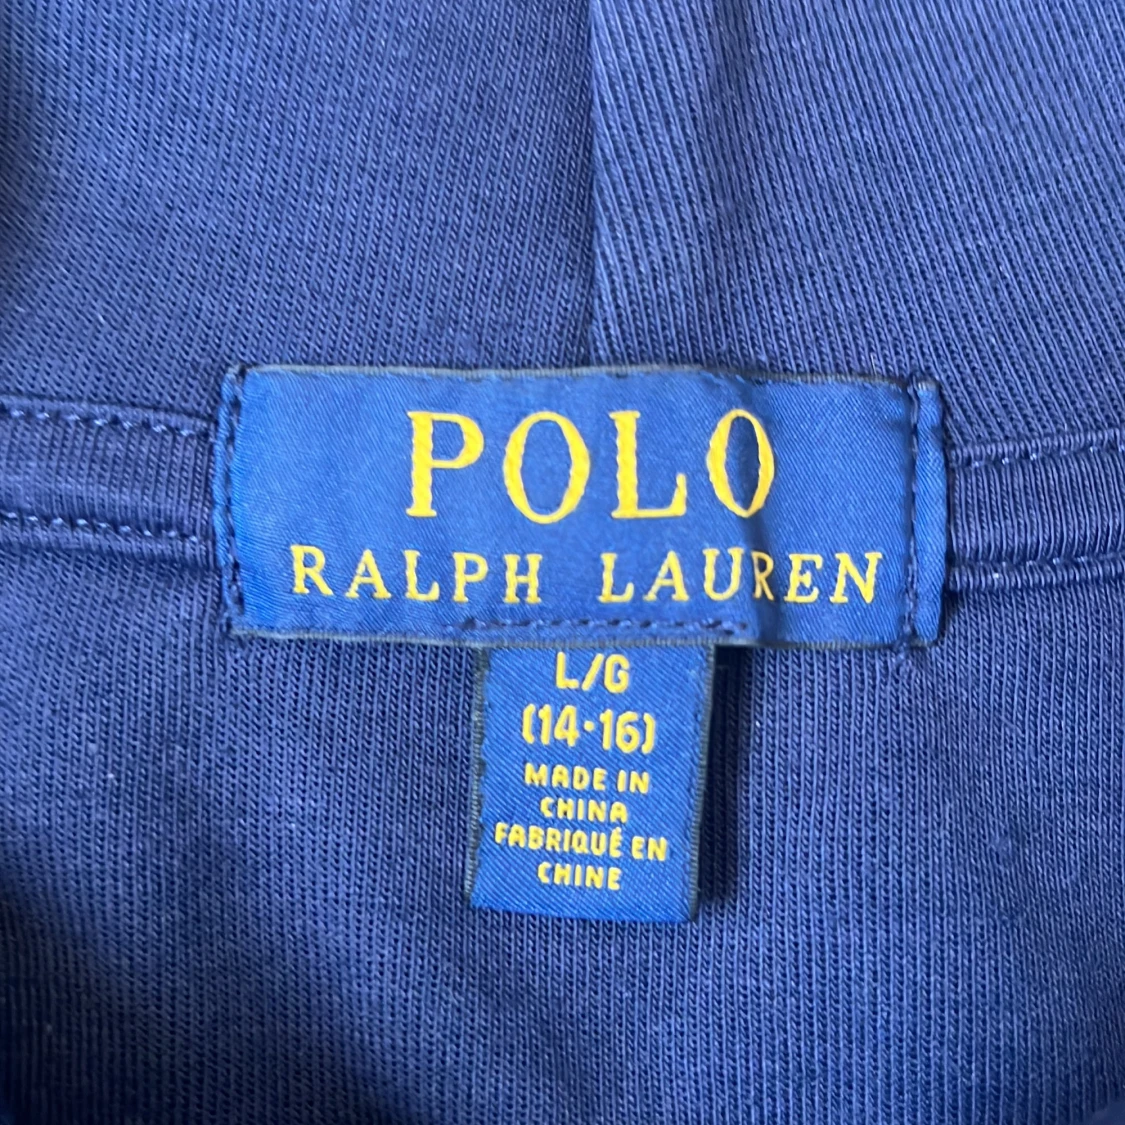 POLO
RALPH LAUREN
L/G
(14·16)
MADE IN
CHINA
FABRIQUÉ EN
CHINE